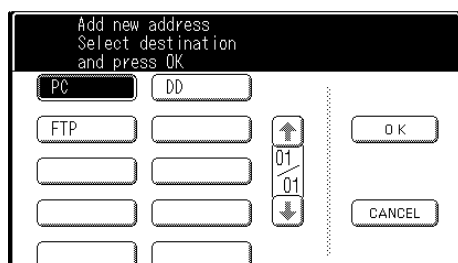 Add new address
Select destination
and press OK
PC DD
FTP
01
01
OK
CANCEL